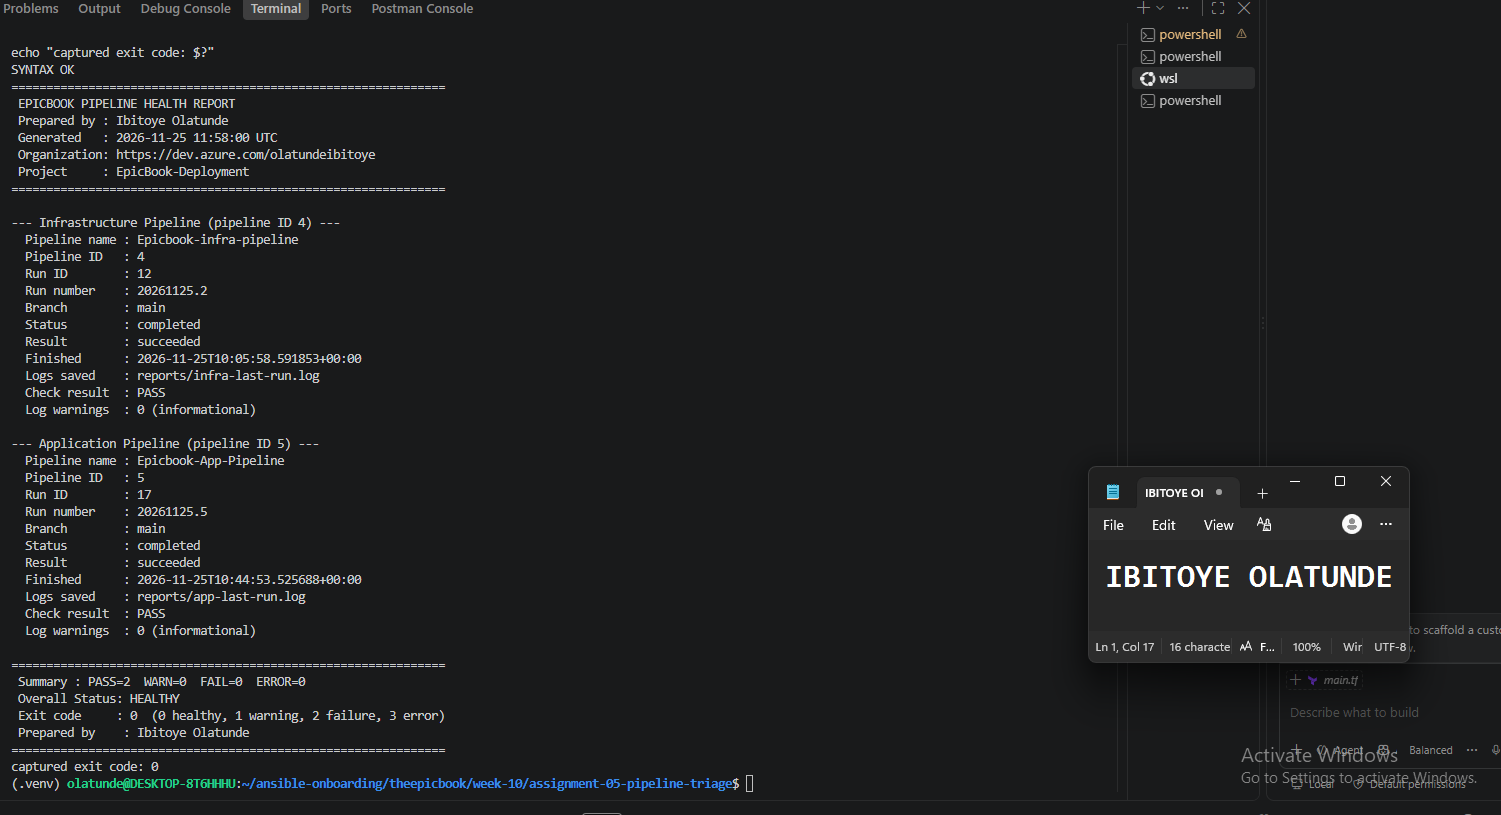 Problems Output Debug Console Terminal Ports Postman Console
echo "captured exit code: $?"
SYNTAX OK
==============================================================
EPICBOOK PIPELINE HEALTH REPORT
Prepared by : Ibitoye Olatunde
Generated   : 2026-11-25 11:58:00 UTC
Organization: https://dev.azure.com/olatundeibitoye
Project     : EpicBook-Deployment
==============================================================
--- Infrastructure Pipeline (pipeline ID 4) ---
Pipeline name : Epicbook-infra-pipeline
Pipeline ID   : 4
Run ID        : 12
Run number    : 20261125.2
Branch        : main
Status        : completed
Result        : succeeded
Finished      : 2026-11-25T10:05:58.591853+00:00
Logs saved    : reports/infra-last-run.log
Check result  : PASS
Log warnings  : 0 (informational)
--- Application Pipeline (pipeline ID 5) ---
Pipeline name : Epicbook-App-Pipeline
Pipeline ID   : 5
Run ID        : 17
Run number    : 20261125.5
Branch        : main
Status        : completed
Result        : succeeded
Finished      : 2026-11-25T10:44:53.525688+00:00
Logs saved    : reports/app-last-run.log
Check result  : PASS
Log warnings  : 0 (informational)
==============================================================
Summary : PASS=2  WARN=0  FAIL=0  ERROR=0
Overall Status: HEALTHY
Exit code     : 0  (0 healthy, 1 warning, 2 failure, 3 error)
Prepared by    : Ibitoye Olatunde
==============================================================
captured exit code: 0
(.venv) olatunde@DESKTOP-8T6HHHU:~/ansible-onboarding/theepicbook/week-10/assignment-05-pipeline-triage$
powershell
powershell
wsl
powershell
IBITOYE Ol
File Edit View
IBITOYE OLATUNDE
Ln 1, Col 17 16 characte F... 100% Wir UTF-8
to scaffold a custo
main.tf
Describe what to build
Agent Balanced
Activate Windows
Go to Settings to activate Windows.
Local Default permissions